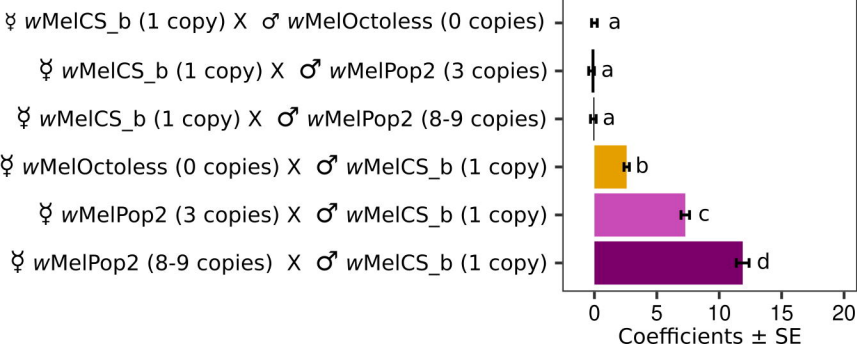 ☿ wMelCS_b (1 copy) X ♂ wMelOctoless (0 copies) a
☿ wMelCS_b (1 copy) X ♂ wMelPop2 (3 copies) a
☿ wMelCS_b (1 copy) X ♂ wMelPop2 (8-9 copies) a
☿ wMelOctoless (0 copies) X ♂ wMelCS_b (1 copy) b
☿ wMelPop2 (3 copies) X ♂ wMelCS_b (1 copy) c
☿ wMelPop2 (8-9 copies) X ♂ wMelCS_b (1 copy) d
0 5 10 15 20
Coefficients ± SE